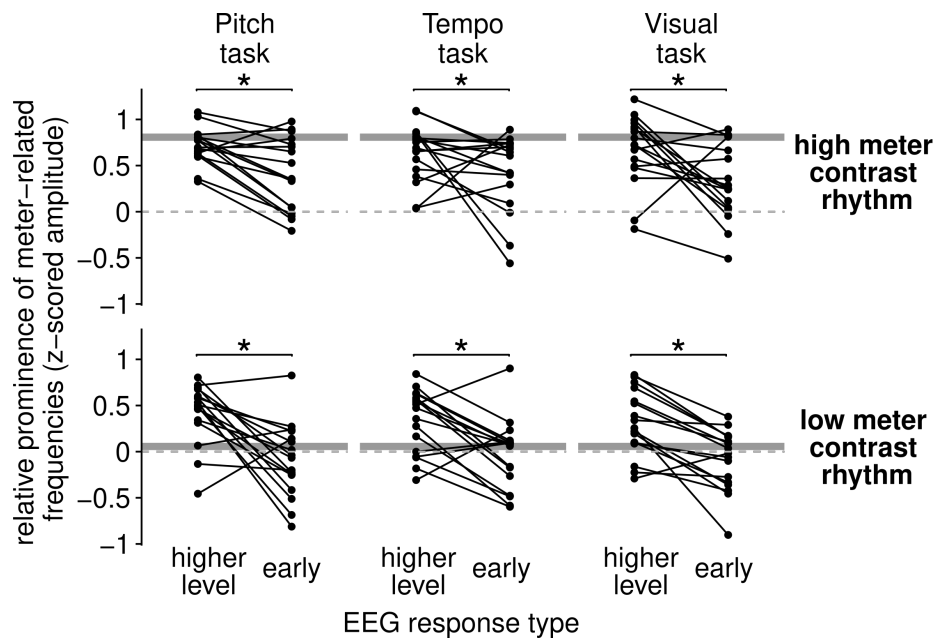 Pitch
task
Tempo
task
Visual
task
*
*
*
1
0.5
0
−0.5
−1
high meter
contrast
rhythm
relative prominence of meter−related
frequencies (z−scored amplitude)
*
*
*
1
0.5
0
−0.5
−1
low meter
contrast
rhythm
higher
level
early
higher
level
early
higher
level
early
EEG response type